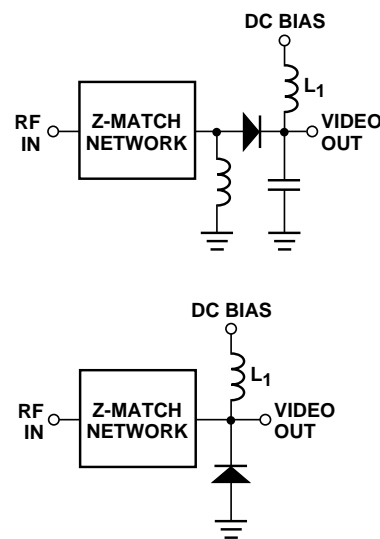 DC BIAS
L1
RF
IN
Z-MATCH
NETWORK
VIDEO
OUT
DC BIAS
L1
RF
IN
Z-MATCH
NETWORK
VIDEO
OUT